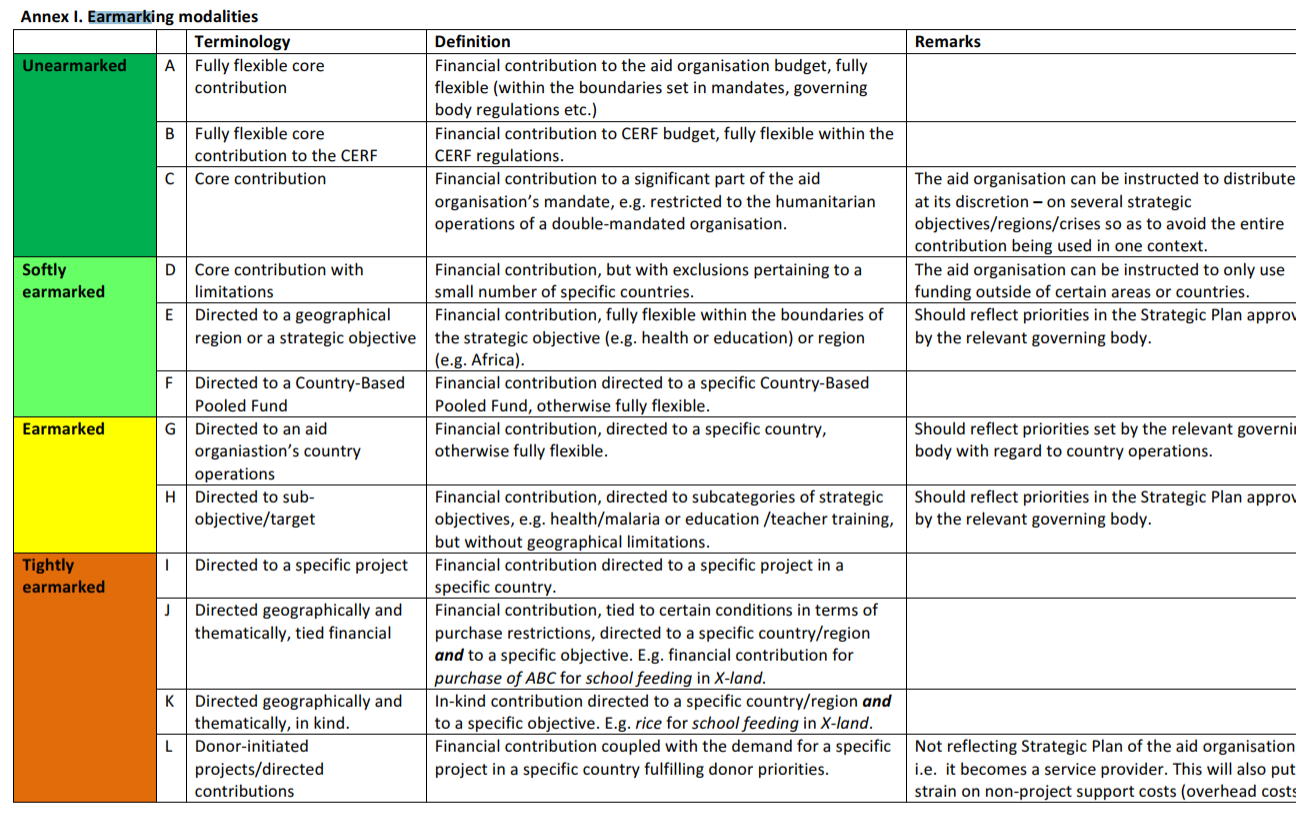 Annex I. Earmarking modalities
Terminology Definition Remarks
Unearmarked A Fully flexible core contribution
Financial contribution to the aid organisation budget, fully
flexible (within the boundaries set in mandates, governing
body regulations etc.)
B Fully flexible core
contribution to the CERF
Financial contribution to CERF budget, fully flexible within the
CERF regulations.
C Core contribution
Financial contribution to a significant part of the aid
organisation’s mandate, e.g. restricted to the humanitarian
operations of a double-mandated organisation.
The aid organisation can be instructed to distribute
at its discretion – on several strategic
objectives/regions/crises so as to avoid the entire
contribution being used in one context.
Softly
earmarked
D Core contribution with
limitations
Financial contribution, but with exclusions pertaining to a
small number of specific countries.
The aid organisation can be instructed to only use
funding outside of certain areas or countries.
E Directed to a geographical
region or a strategic objective
Financial contribution, fully flexible within the boundaries of
the strategic objective (e.g. health or education) or region
(e.g. Africa).
Should reflect priorities in the Strategic Plan approv
by the relevant governing body.
F Directed to a Country-Based
Pooled Fund
Financial contribution directed to a specific Country-Based
Pooled Fund, otherwise fully flexible.
Earmarked
G Directed to an aid
organiastion’s country
operations
Financial contribution, directed to a specific country,
otherwise fully flexible.
Should reflect priorities set by the relevant governi
body with regard to country operations.
H Directed to sub-
objective/target
Financial contribution, directed to subcategories of strategic
objectives, e.g. health/malaria or education /teacher training,
but without geographical limitations.
Should reflect priorities in the Strategic Plan approv
by the relevant governing body.
Tightly
earmarked
I Directed to a specific project
Financial contribution directed to a specific project in a
specific country.
J Directed geographically and
thematically, tied financial
Financial contribution, tied to certain conditions in terms of
purchase restrictions, directed to a specific country/region
and to a specific objective. E.g. financial contribution for
purchase of ABC for school feeding in X-land.
K Directed geographically and
thematically, in kind.
In-kind contribution directed to a specific country/region and
to a specific objective. E.g. rice for school feeding in X-land.
L Donor-initiated
projects/directed
contributions
Financial contribution coupled with the demand for a specific
project in a specific country fulfilling donor priorities.
Not reflecting Strategic Plan of the aid organisation
i.e. it becomes a service provider. This will also put
strain on non-project support costs (overhead costs